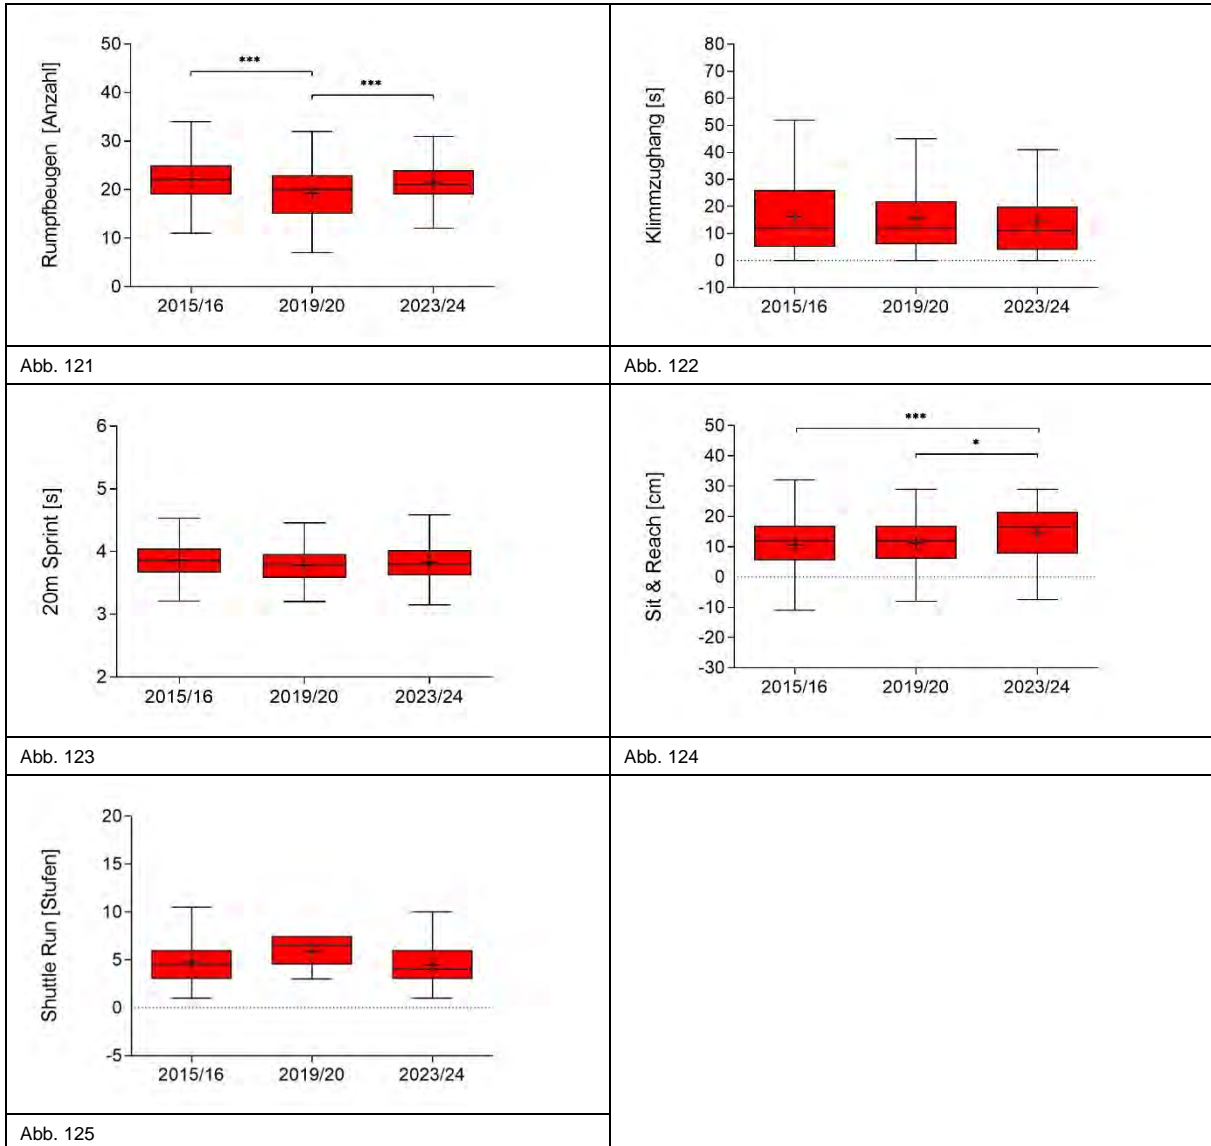 Rumpfbeugen [Anzahl]
50
40
30
20
10
0
***
***
2015/16 2019/20 2023/24
Abb. 121
Klimmzughang [s]
80
70
60
50
40
30
20
10
0
-10
2015/16 2019/20 2023/24
Abb. 122
20m Sprint [s]
6
5
4
3
2
2015/16 2019/20 2023/24
Abb. 123
Sit & Reach [cm]
50
40
30
20
10
0
-10
-20
-30
***
*
2015/16 2019/20 2023/24
Abb. 124
Shuttle Run [Stufen]
20
15
10
5
0
-5
2015/16 2019/20 2023/24
Abb. 125